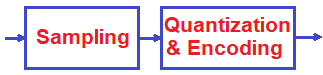 Sampling
Quantization
& Encoding